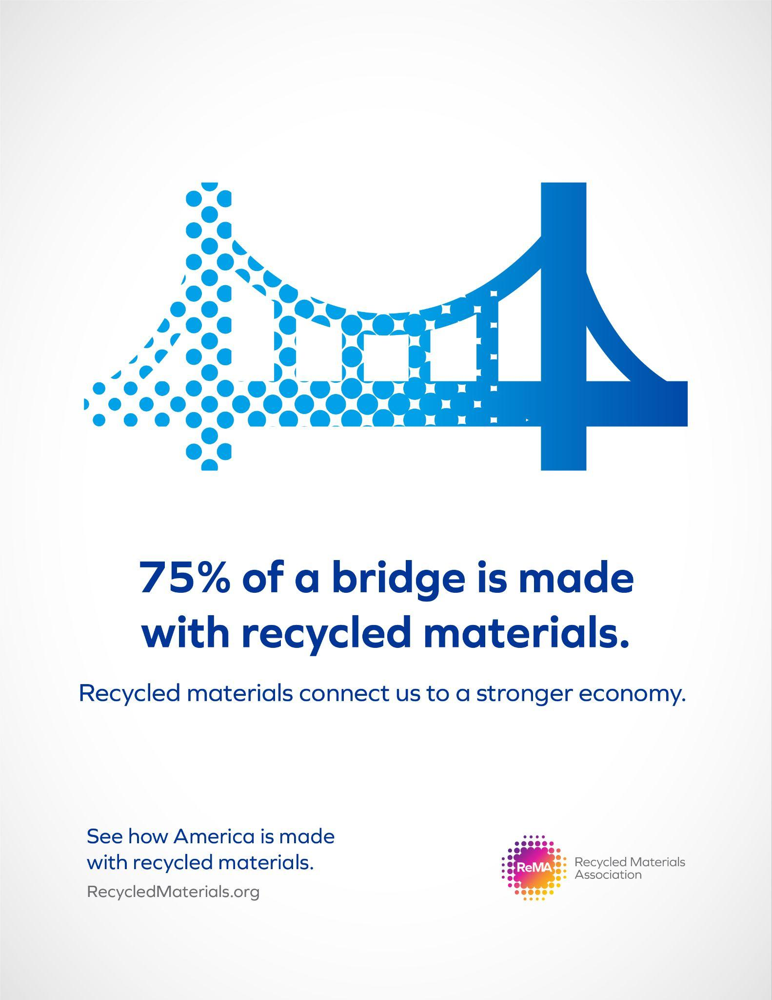 75% of a bridge is made
with recycled materials.
Recycled materials connect us to a stronger economy.
See how America is made
with recycled materials.
RecycledMaterials.org
ReMA
Recycled Materials
Association